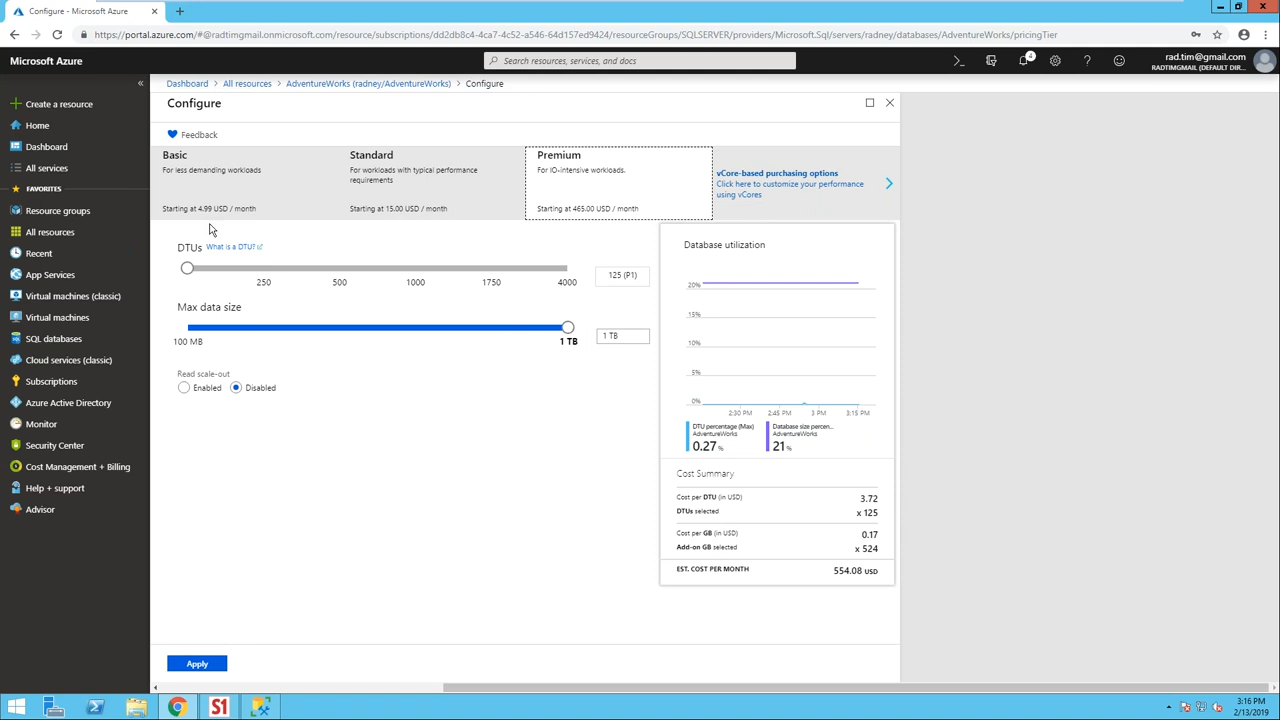 Configure - Microsoft Azure
https://portal.azure.com/#@radtimgmail.onmicrosoft.com/resource/subscriptions/dd2db8c4-4ca7-4c52-a546-64d157ed9424/resourceGroups/SQLSERVER/providers/Microsoft.Sql/servers/radney/databases/AdventureWorks/pricingTier
Microsoft Azure
Search resources, services, and docs
4
rad.tim@gmail.com
RADTIMGMAIL (DEFAULT DIR...
Dashboard > All resources > AdventureWorks (radney/AdventureWorks) > Configure
Create a resource
Home
Dashboard
All services
FAVORITES
Resource groups
All resources
Recent
App Services
Virtual machines (classic)
Virtual machines
SQL databases
Cloud services (classic)
Subscriptions
Azure Active Directory
Monitor
Security Center
Cost Management + Billing
Help + support
Advisor
Configure
Feedback
Basic
For less demanding workloads
Starting at 4.99 USD / month
Standard
For workloads with typical performance
requirements
Starting at 15.00 USD / month
Premium
For IO-intensive workloads.
Starting at 465.00 USD / month
vCore-based purchasing options
Click here to customize your performance
using vCores
DTUs What is a DTU?
250 500 1000 1750 4000
125 (P1)
Max data size
100 MB 1 TB
1 TB
Read scale-out
Enabled Disabled
Database utilization
20%
15%
10%
5%
0%
2:30 PM 2:45 PM 3 PM 3:15 PM
DTU percentage (Max)
AdventureWorks
0.27 %
Database size percen...
AdventureWorks
21 %
Cost Summary
Cost per DTU (in USD) 3.72
DTUs selected x 125
Cost per GB (in USD) 0.17
Add-on GB selected x 524
EST. COST PER MONTH 554.08 USD
Apply
S1
3:16 PM
2/13/2019